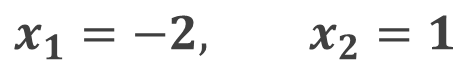 x₁ = −2, x₂ = 1